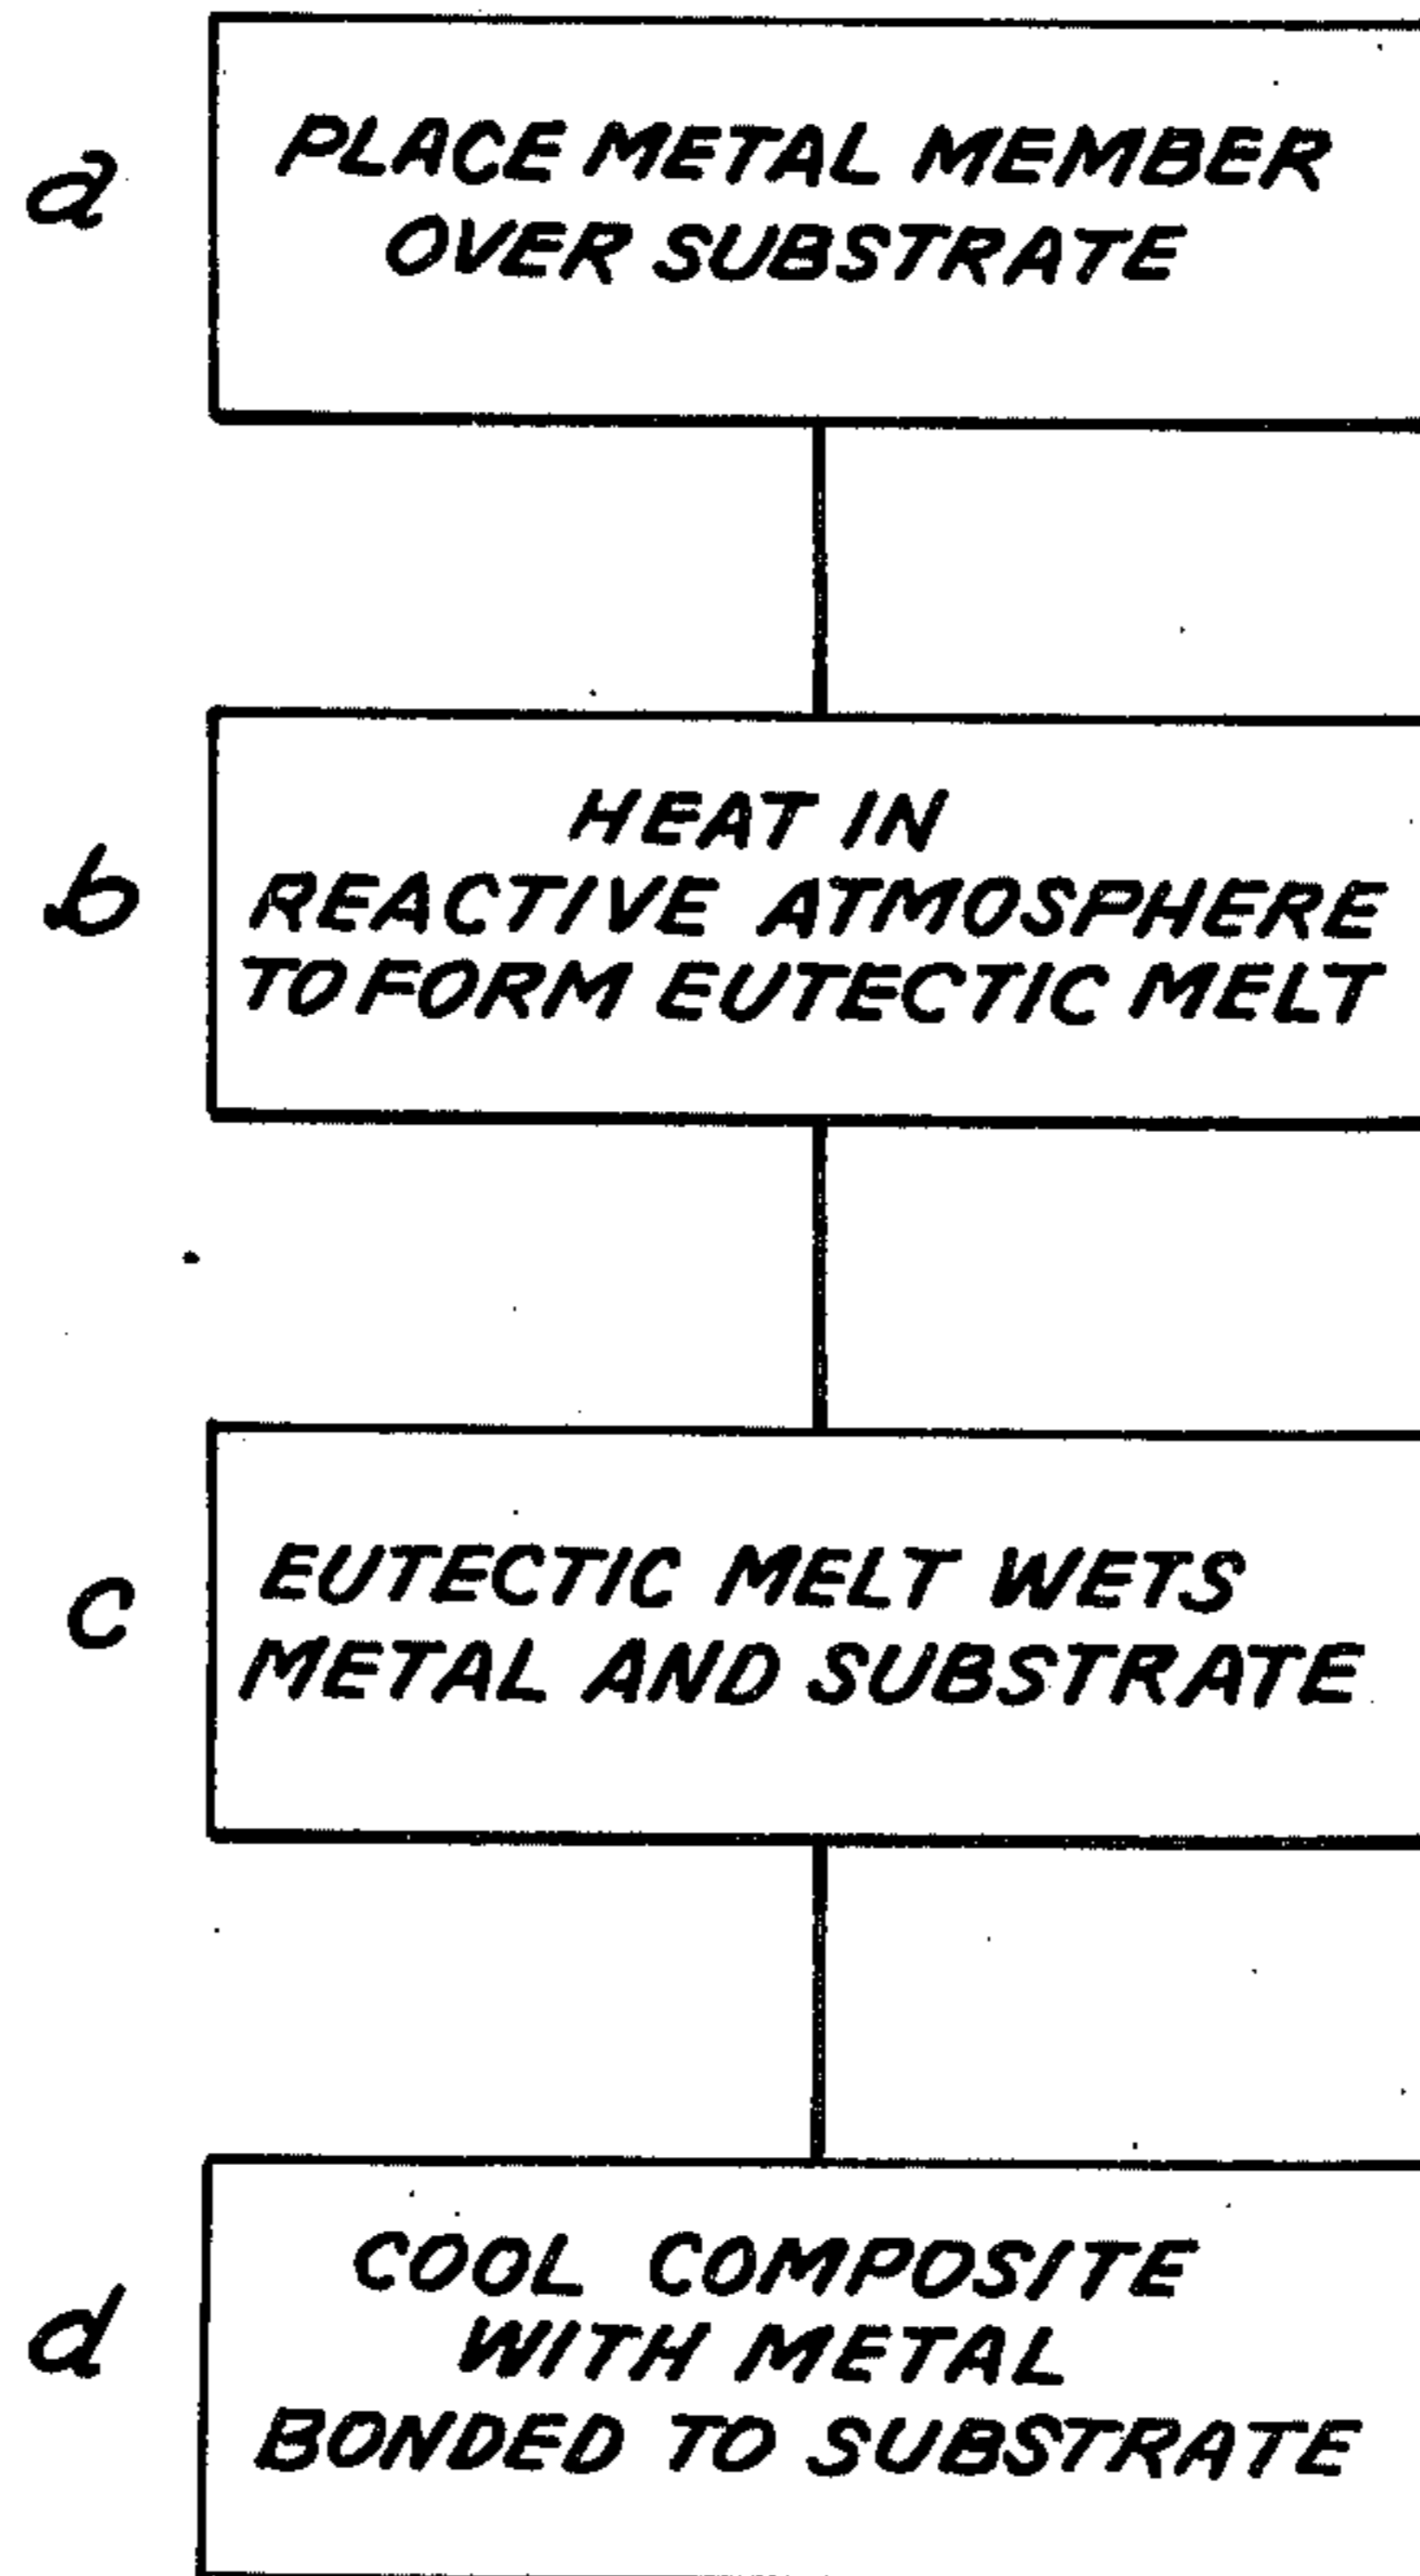 a
PLACE METAL MEMBER
OVER SUBSTRATE
b
HEAT IN
REACTIVE ATMOSPHERE
TO FORM EUTECTIC MELT
c
EUTECTIC MELT WETS
METAL AND SUBSTRATE
d
COOL COMPOSITE
WITH METAL
BONDED TO SUBSTRATE